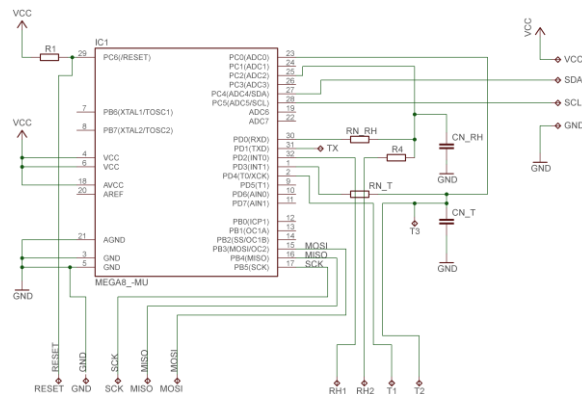 VCC
IC1
R1
29
PC6(/RESET)
PC0(ADC0)
23
PC1(ADC1)
24
PC2(ADC2)
25
PC3(ADC3)
26
PC4(ADC4/SDA)
27
PC5(ADC5/SCL)
28
ADC6
19
ADC7
22
7
PB6(XTAL1/TOSC1)
8
PB7(XTAL2/TOSC2)
PD0(RXD)
30
PD1(TXD)
31
PD2(INT0)
32
PD3(INT1)
1
PD4(T0/XCK)
2
PD5(T1)
9
PD6(AIN0)
10
PD7(AIN1)
11
VCC
4
VCC
6
VCC
18
AVCC
20
AREF
PB0(ICP1)
12
PB1(OC1A)
13
PB2(SS/OC1B)
14
PB3(MOSI/OC2)
15
MOSI
PB4(MISO)
16
MISO
PB5(SCK)
17
SCK
21
AGND
3
GND
5
GND
GND
MEGA8_-MU
RN_RH
TX
R4
RN_T
CN_RH
GND
CN_T
T3
GND
VCC
VCC
SDA
SCL
GND
GND
RESET
GND
SCK
MISO
MOSI
RESET
GND
SCK
MISO
MOSI
RH1
RH2
T1
T2